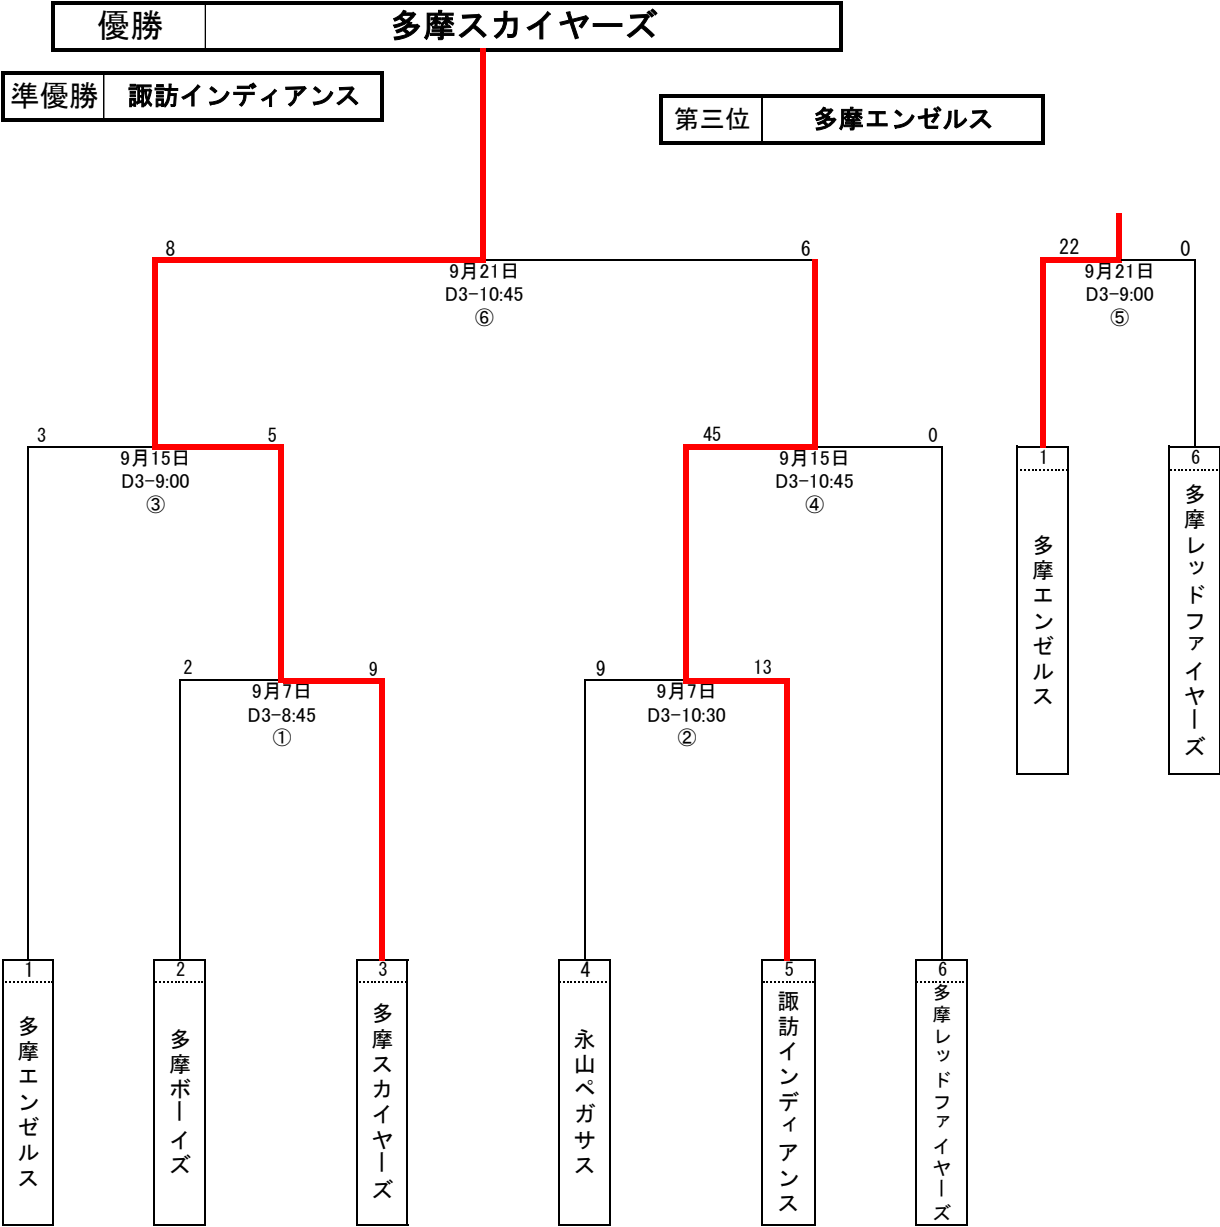 優勝 多摩スカイヤーズ
準優勝 諏訪インディアンス
第三位 多摩エンゼルス
8 6
9月21日
D3-10:45
⑥
22 0
9月21日
D3-9:00
⑤
3 5
9月15日
D3-9:00
③
45 0
9月15日
D3-10:45
④
1
多摩エンゼルス
6
多摩レッドファイヤーズ
2 9
9月7日
D3-8:45
①
9 13
9月7日
D3-10:30
②
1
多摩エンゼルス
2
多摩ボーイズ
3
多摩スカイヤーズ
4
永山ペガサス
5
諏訪インディアンス
6
多摩レッドファイヤーズ